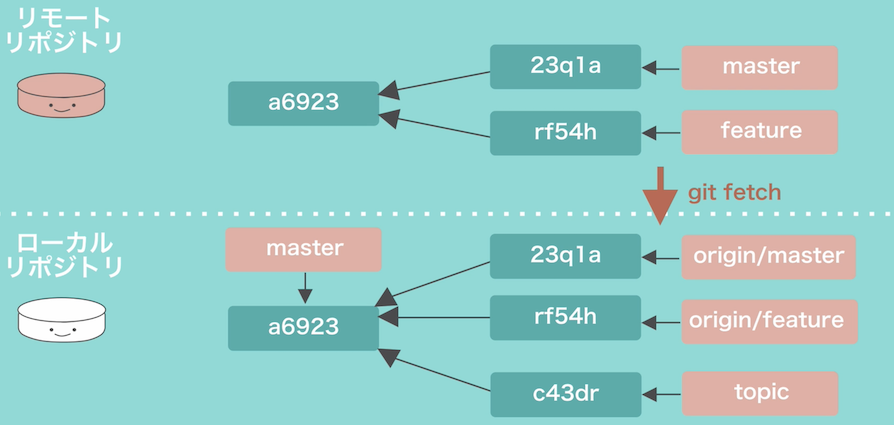 リモート
リポジトリ
a6923
23q1a
master
rf54h
feature
git fetch
ローカル
リポジトリ
master
a6923
23q1a
origin/master
rf54h
origin/feature
c43dr
topic